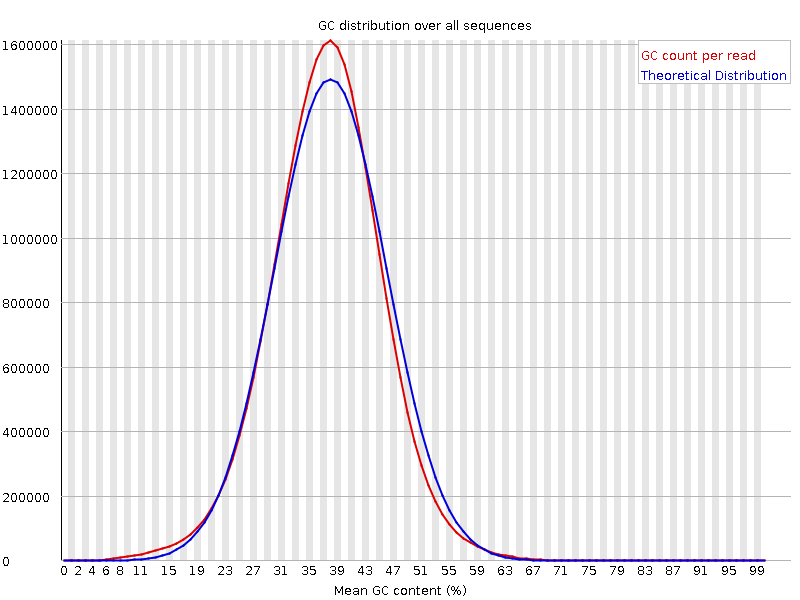 GC distribution over all sequences
GC count per read
Theoretical Distribution
1600000
1400000
1200000
1000000
800000
600000
400000
200000
0
0 2 4 6 8 11 15 19 23 27 31 35 39 43 47 51 55 59 63 67 71 75 79 83 87 91 95 99
Mean GC content (%)